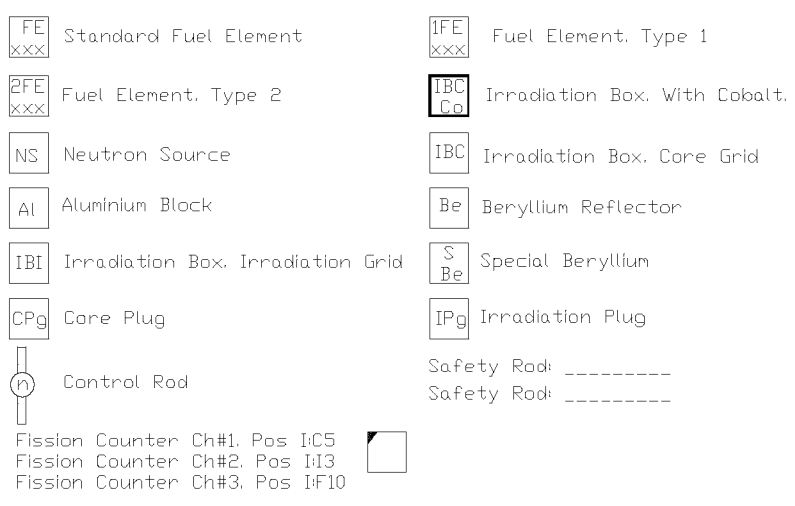 FE
xxx
Standard Fuel Element
1FE
xxx
Fuel Element, Type 1
2FE
xxx
Fuel Element, Type 2
IBC
Co
Irradiation Box, With Cobalt.
NS
Neutron Source
IBC
Irradiation Box, Core Grid
Al
Aluminium Block
Be
Beryllium Reflector
IBI
Irradiation Box, Irradiation Grid
S
Be
Special Beryllium
CPg
Core Plug
IPg
Irradiation Plug
n
Control Rod
Safety Rod: _________
Safety Rod: _________
Fission Counter Ch#1, Pos I:C5
Fission Counter Ch#2, Pos I:I3
Fission Counter Ch#3, Pos I:F10